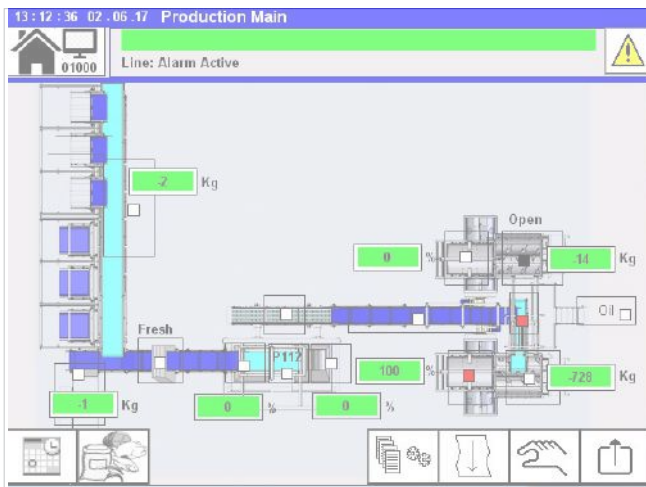 13:12:36 02.06.17 Production Main
01000
Line: Alarm Active
-2 Kg
Open
0 %
-14 Kg
Oil
Fresh
P117
100 %
-728 Kg
-1 Kg
0 %
0 %